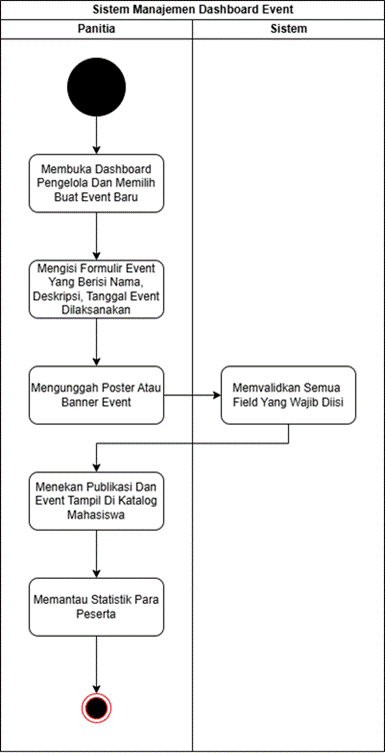 Sistem Manajemen Dashboard Event
Panitia
Sistem
Membuka Dashboard
Pengelola Dan Memilih
Buat Event Baru
Mengisi Formulir Event
Yang Berisi Nama,
Deskripsi, Tanggal Event
Dilaksanakan
Mengunggah Poster Atau
Banner Event
Memvalidkan Semua
Field Yang Wajib Diisi
Menekan Publikasi Dan
Event Tampil Di Katalog
Mahasiswa
Memantau Statistik Para
Peserta